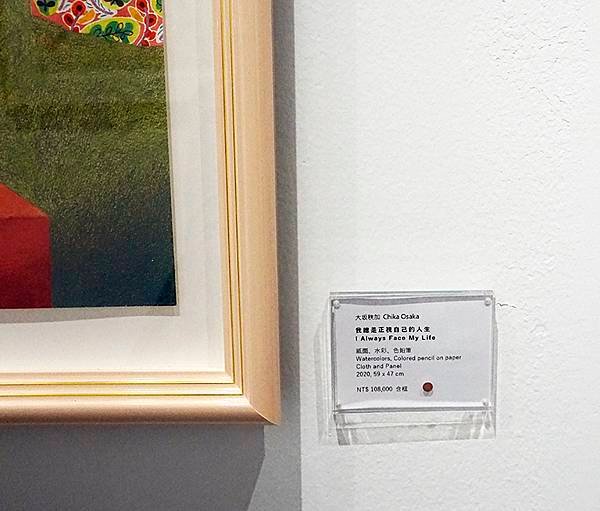 大坂秩加 Chika Osaka
我總是正視自己的人生
I Always Face My Life
紙圖、水彩、色鉛筆
Watercolors, Colored pencil on paper
Cloth and Panel
2020, 59 x 47 cm
NT$ 108,000 含框